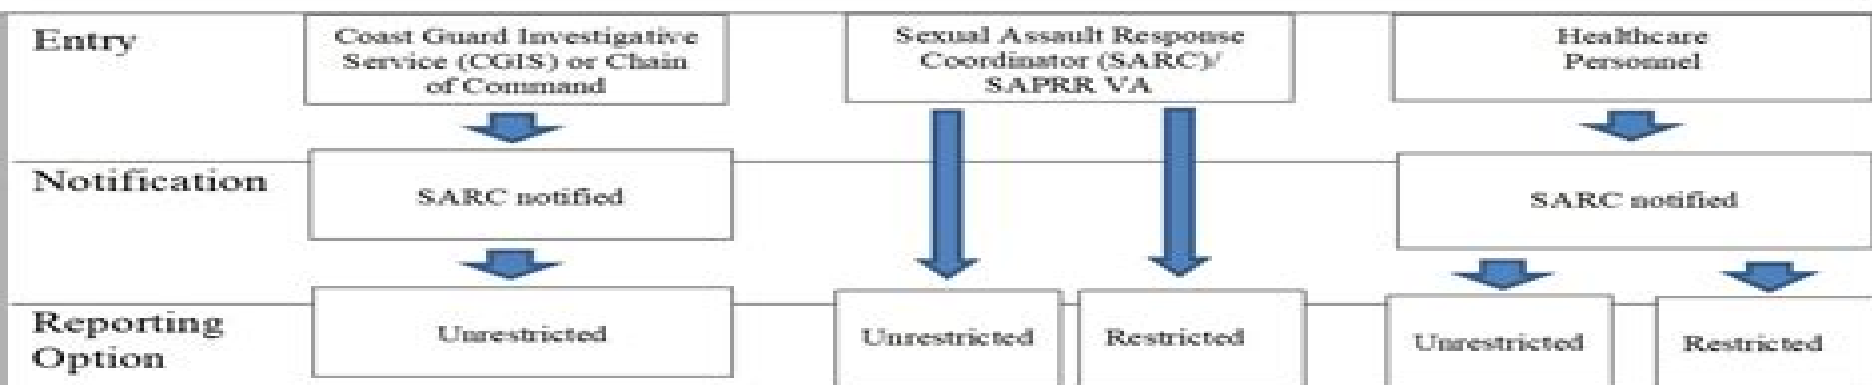 Entry
Coast Guard Investigative
Service (CGIS) or Chain
of Command
Sexual Assault Response
Coordinator (SARC)/
SAPRR VA
Healthcare
Personnel
Notification
SARC notified
SARC notified
Reporting
Option
Unrestricted
Unrestricted
Restricted
Unrestricted
Restricted